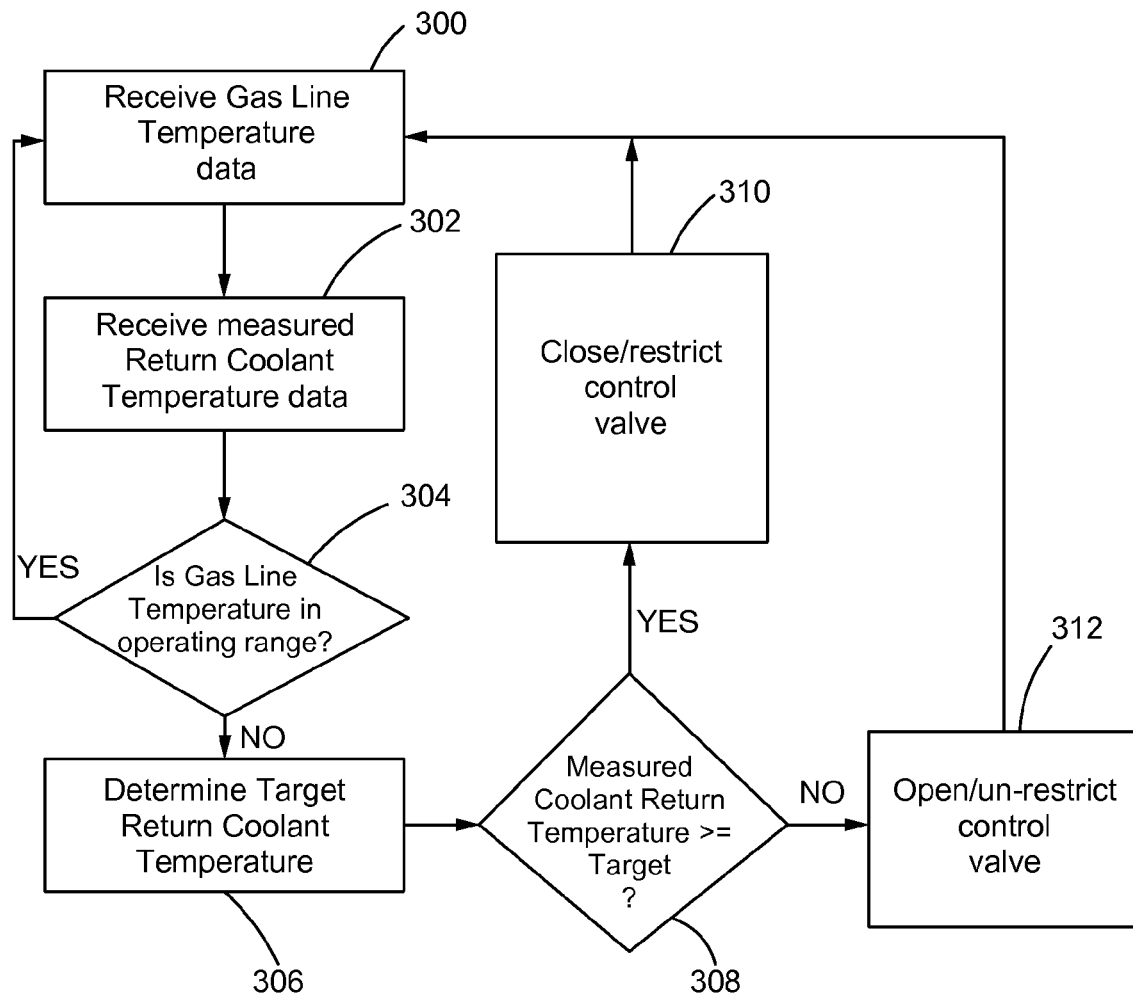 300
Receive Gas Line
Temperature
data
302
Receive measured
Return Coolant
Temperature data
304
YES
Is Gas Line
Temperature in
operating range?
NO
Determine Target
Return Coolant
Temperature
306
310
Close/restrict
control
valve
YES
Measured
Coolant Return
Temperature >=
Target
?
308
NO
312
Open/un-restrict
control
valve